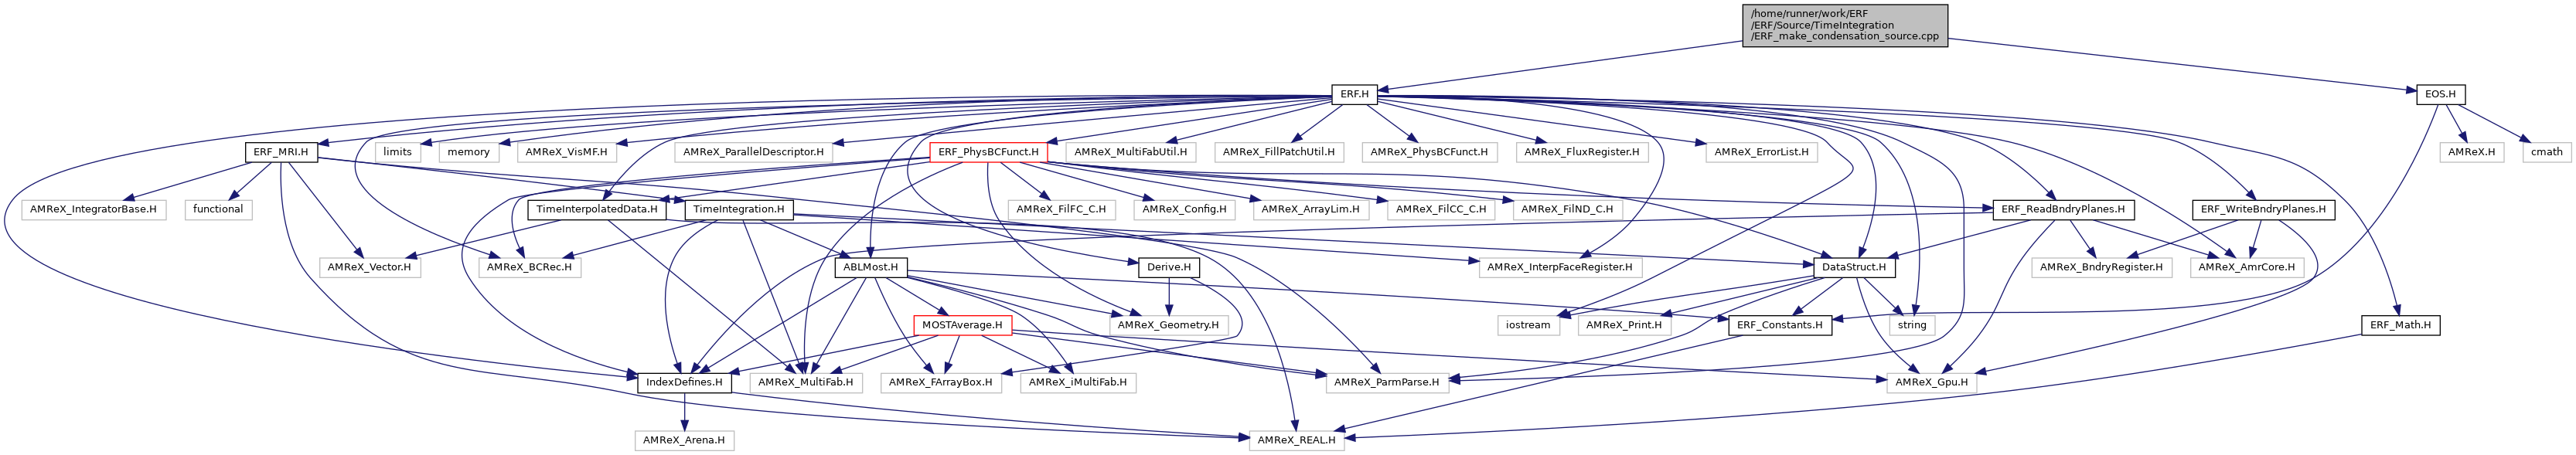 /home/runner/work/ERF
/ERF/Source/TimeIntegration
/ERF_make_condensation_source.cpp
ERF.H
EOS.H
ERF_MRI.H
limits
memory
AMReX_VisMF.H
AMReX_ParallelDescriptor.H
ERF_PhysBCFunct.H
AMReX_MultiFabUtil.H
AMReX_FillPatchUtil.H
AMReX_PhysBCFunct.H
AMReX_FluxRegister.H
AMReX_ErrorList.H
AMReX.H
cmath
AMReX_IntegratorBase.H
functional
TimeInterpolatedData.H
TimeIntegration.H
AMReX_FilFC_C.H
AMReX_Config.H
AMReX_ArrayLim.H
AMReX_FilCC_C.H
AMReX_FilND_C.H
ERF_ReadBndryPlanes.H
ERF_WriteBndryPlanes.H
AMReX_Vector.H
AMReX_BCRec.H
ABLMost.H
Derive.H
AMReX_InterpFaceRegister.H
DataStruct.H
AMReX_BndryRegister.H
AMReX_AmrCore.H
MOSTAverage.H
AMReX_Geometry.H
iostream
AMReX_Print.H
ERF_Constants.H
string
ERF_Math.H
IndexDefines.H
AMReX_MultiFab.H
AMReX_FArrayBox.H
AMReX_iMultiFab.H
AMReX_ParmParse.H
AMReX_Gpu.H
AMReX_Arena.H
AMReX_REAL.H